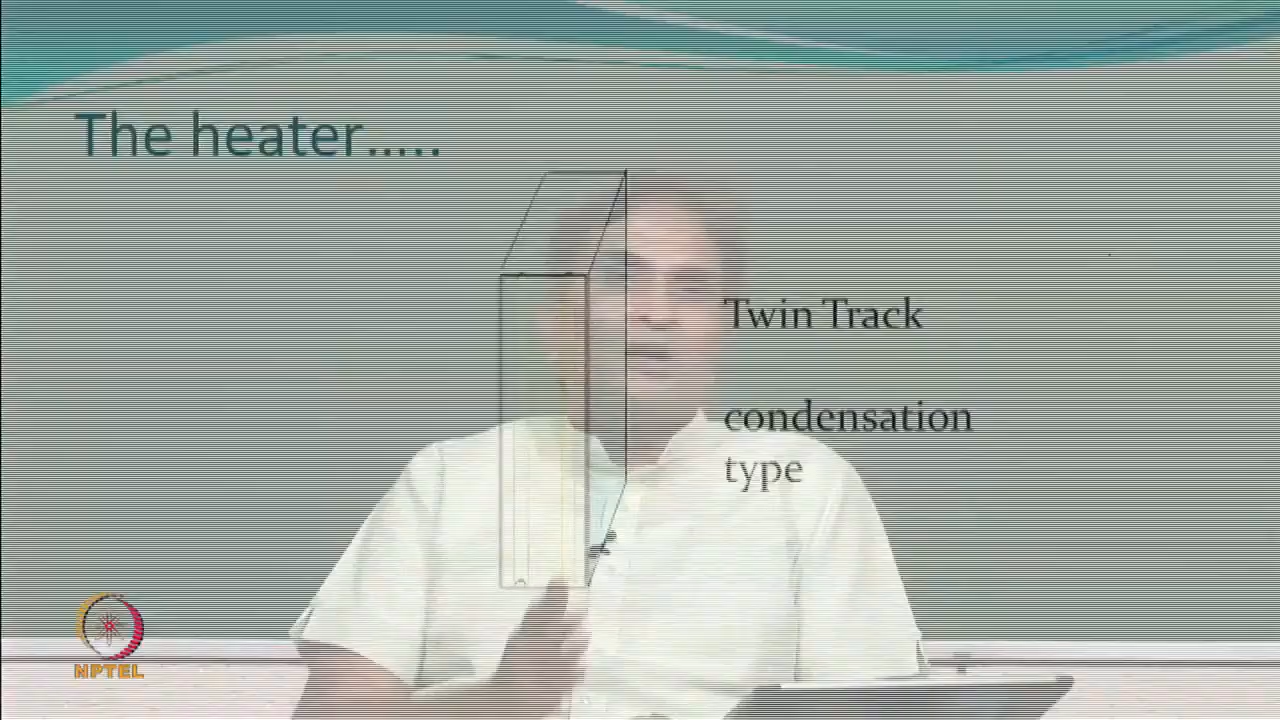 The heater.....
Twin Track
condensation
type
NPTEL